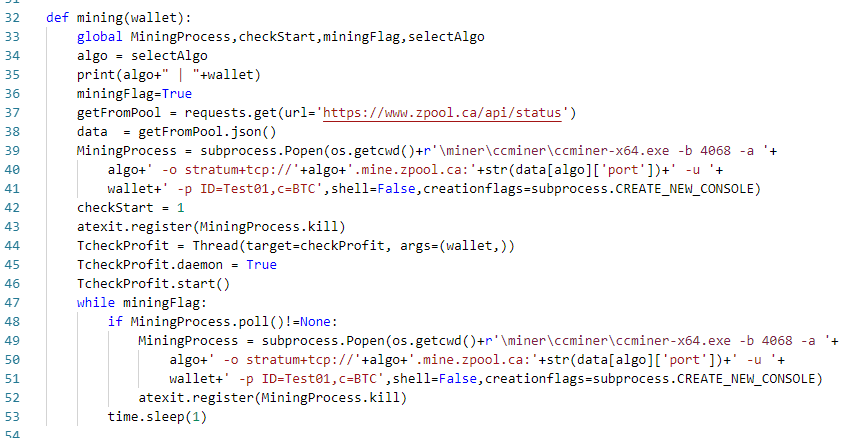 32 def mining(wallet):
33 global MiningProcess,checkStart,miningFlag,selectAlgo
34 algo = selectAlgo
35 print(algo+" | "+wallet)
36 miningFlag=True
37 getFromPool = requests.get(url='https://www.zpool.ca/api/status')
38 data  = getFromPool.json()
39 MiningProcess = subprocess.Popen(os.getcwd()+r'\miner\ccminer\ccminer-x64.exe -b 4068 -a '+
40 algo+' -o stratum+tcp://'+algo+'.mine.zpool.ca:'+str(data[algo]['port'])+' -u '+
41 wallet+' -p ID=Test01,c=BTC',shell=False,creationflags=subprocess.CREATE_NEW_CONSOLE)
42 checkStart = 1
43 atexit.register(MiningProcess.kill)
44 TcheckProfit = Thread(target=checkProfit, args=(wallet,))
45 TcheckProfit.daemon = True
46 TcheckProfit.start()
47 while miningFlag:
48 if MiningProcess.poll()!=None:
49 MiningProcess = subprocess.Popen(os.getcwd()+r'\miner\ccminer\ccminer-x64.exe -b 4068 -a '+
50 algo+' -o stratum+tcp://'+algo+'.mine.zpool.ca:'+str(data[algo]['port'])+' -u '+
51 wallet+' -p ID=Test01,c=BTC',shell=False,creationflags=subprocess.CREATE_NEW_CONSOLE)
52 atexit.register(MiningProcess.kill)
53 time.sleep(1)
54